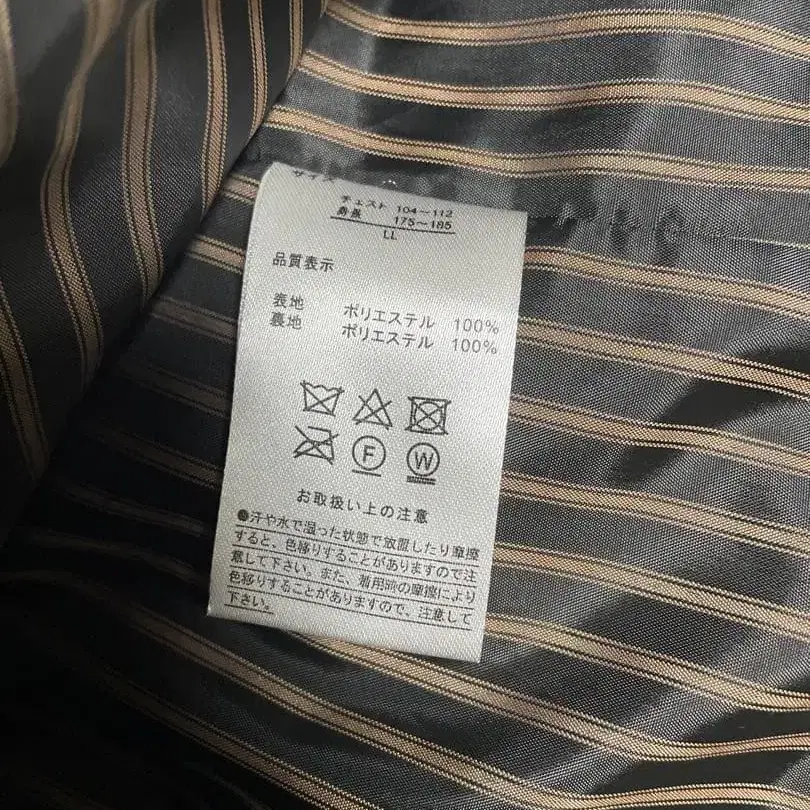 サイズ
チェスト 104〜112
身長 175〜185
LL
品質表示
表地 ポリエステル 100%
裏地 ポリエステル 100%
F W
お取扱い上の注意
●汗や水で湿った状態で放置したり摩擦
すると、色移りすることがありますので注
意して下さい。また、着用時の摩擦により
色移りすることがありますので、注意して
下さい。